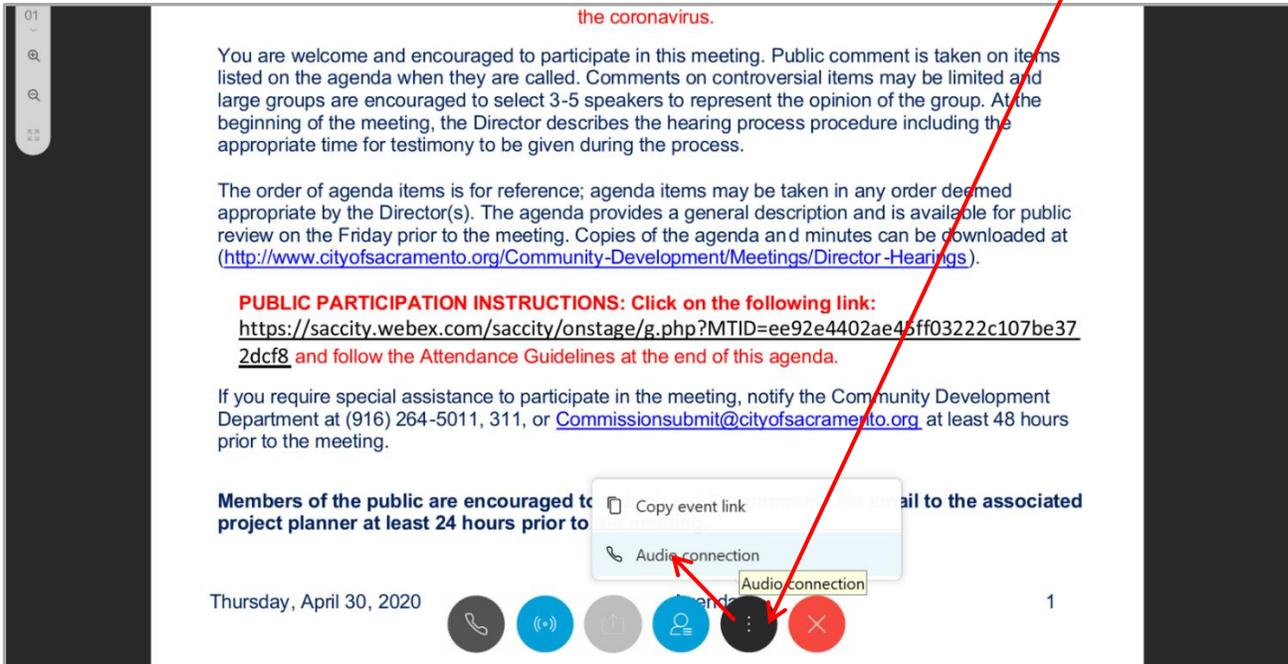 01
the coronavirus.
You are welcome and encouraged to participate in this meeting. Public comment is taken on items
listed on the agenda when they are called. Comments on controversial items may be limited and
large groups are encouraged to select 3-5 speakers to represent the opinion of the group. At the
beginning of the meeting, the Director describes the hearing process procedure including the
appropriate time for testimony to be given during the process.
The order of agenda items is for reference; agenda items may be taken in any order deemed
appropriate by the Director(s). The agenda provides a general description and is available for public
review on the Friday prior to the meeting. Copies of the agenda and minutes can be downloaded at
(http://www.cityofsacramento.org/Community-Development/Meetings/Director-Hearings).
PUBLIC PARTICIPATION INSTRUCTIONS: Click on the following link:
https://saccity.webex.com/saccity/onstage/g.php?MTID=ee92e4402ae45ff03222c107be37
2dcf8 and follow the Attendance Guidelines at the end of this agenda.
If you require special assistance to participate in the meeting, notify the Community Development
Department at (916) 264-5011, 311, or Commissionsubmit@cityofsacramento.org at least 48 hours
prior to the meeting.
Members of the public are encouraged to ail to the associated
project planner at least 24 hours prior to
Copy event link
Audio connection
Audio connection
Thursday, April 30, 2020 1